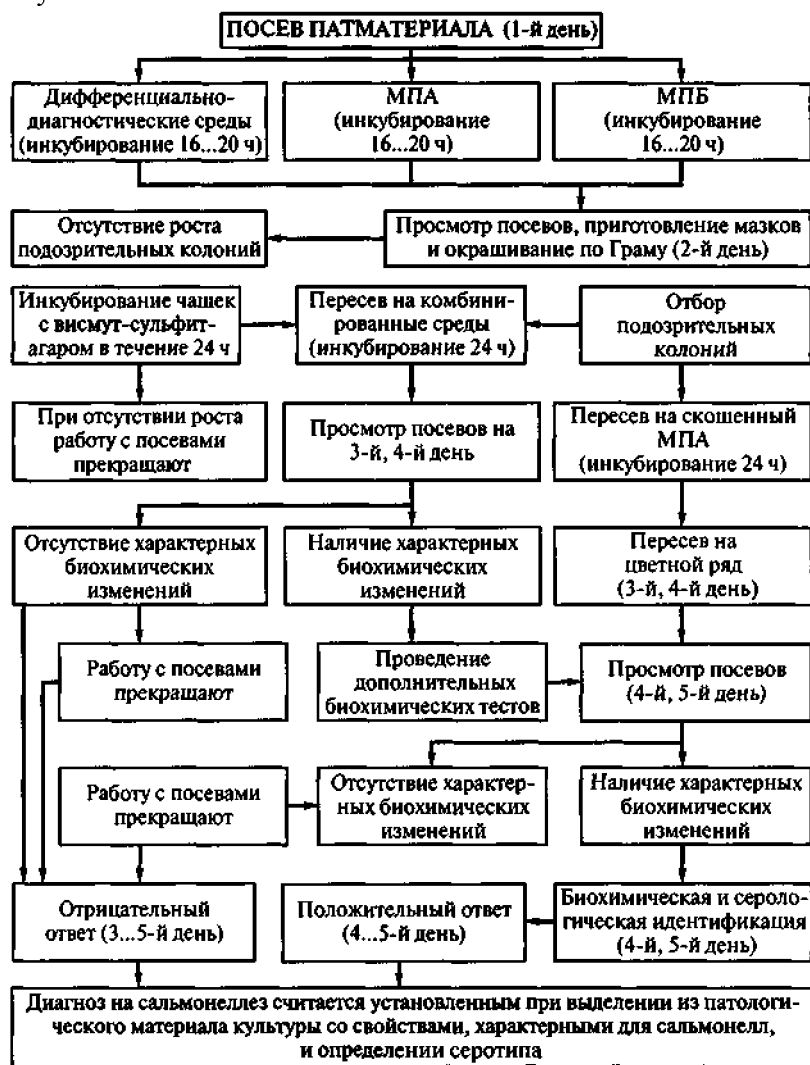 ПОСЕВ ПАТМАТЕРИАЛА (1-й день)
Дифференциально-
диагностические среды
(инкубирование 16...20 ч)
МПА
(инкубирование
16...20 ч)
МПБ
(инкубирование
16...20 ч)
Отсутствие роста
подозрительных колоний
Просмотр посевов, приготовление мазков
и окрашивание по Граму (2-й день)
Инкубирование чашек
с висмут-сульфит-
агаром в течение 24 ч
Пересев на комбини-
рованные среды
(инкубирование 24 ч)
Отбор
подозрительных
колоний
При отсутствии роста
работу с посевами
прекращают
Просмотр посевов на
3-й, 4-й день
Пересев на скошенный
МПА
(инкубирование 24 ч)
Отсутствие характерных
биохимических
изменений
Наличие характерных
биохимических
изменений
Пересев на
цветной ряд
(3-й, 4-й день)
Работу с посевами
прекращают
Проведение
дополнительных
биохимических тестов
Просмотр посевов
(4-й, 5-й день)
Работу с посевами
прекращают
Отсутствие характер-
ных биохимических
изменений
Наличие характерных
биохимических
изменений
Отрицательный
ответ (3...5-й день)
Положительный ответ
(4...5-й день)
Биохимическая и сероло-
гическая идентификация
(4-й, 5-й день)
Диагноз на сальмонеллез считается установленным при выделении из патологи-
ческого материала культуры со свойствами, характерными для сальмонелл,
и определении серотипа